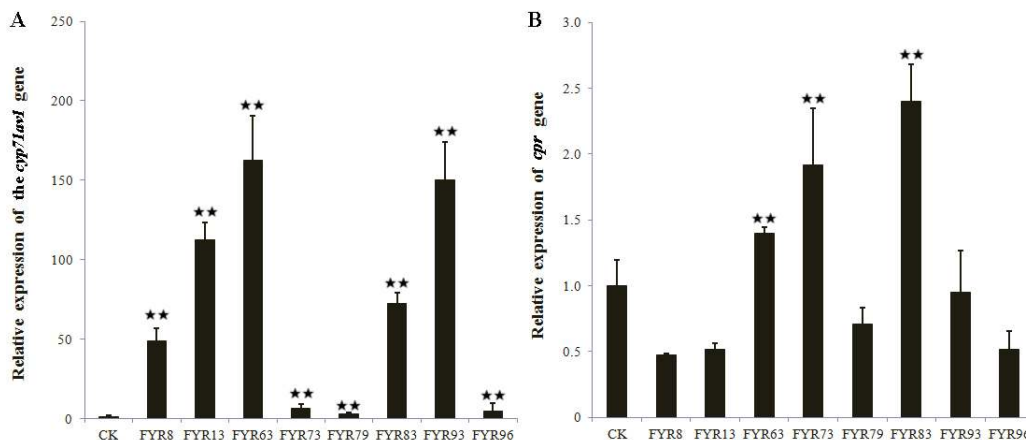 A
Relative expression of the cyp71av1 gene
250
200
150
100
50
0
CK FYR8 FYR13 FYR63 FYR73 FYR79 FYR83 FYR93 FYR96
★★ ★★ ★★ ★★ ★★ ★★ ★★ ★★
B
Relative expression of cpr gene
3.0
2.5
2.0
1.5
1.0
0.5
0
CK FYR8 FYR13 FYR63 FYR73 FYR79 FYR83 FYR93 FYR96
★★ ★★ ★★